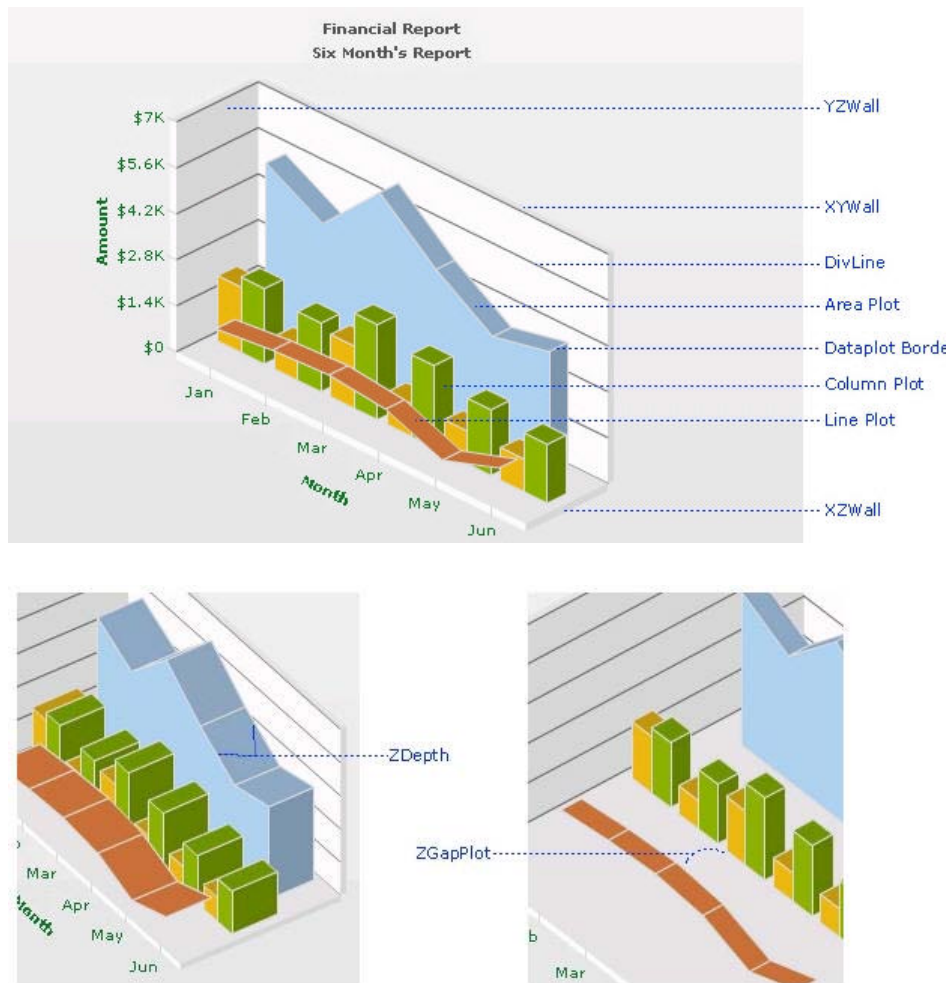 Financial Report
Six Month's Report
YZWall
$7K
$5.6K
XYWall
$4.2K
Amount
DivLine
$2.8K
Area Plot
$1.4K
Dataplot Borde
$0
Column Plot
Jan
Line Plot
Feb
Mar
Apr
Month
May
XZWall
Jun
ZDepth
ZGapPlot
Mar
Apr
Month
May
Jun
b
Mar